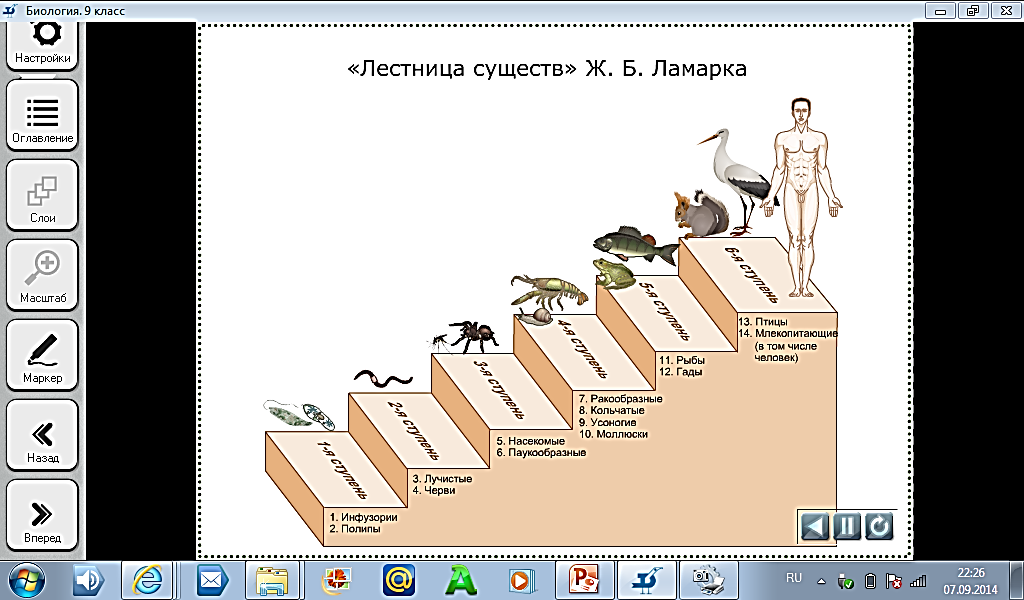 Биология. 9 класс
Настройки
Оглавление
Слои
Масштаб
Маркер
Назад
Вперед
«Лестница существ» Ж. Б. Ламарка
1-я ступень
1. Инфузории
2. Полипы
2-я ступень
3. Лучистые
4. Черви
3-я ступень
5. Насекомые
6. Паукообразные
4-я ступень
7. Ракообразные
8. Кольчатые
9. Усоногие
10. Моллюски
5-я ступень
11. Рыбы
12. Гады
6-я ступень
13. Птицы
14. Млекопитающие
(в том числе
человек)
RU
22:26
07.09.2014